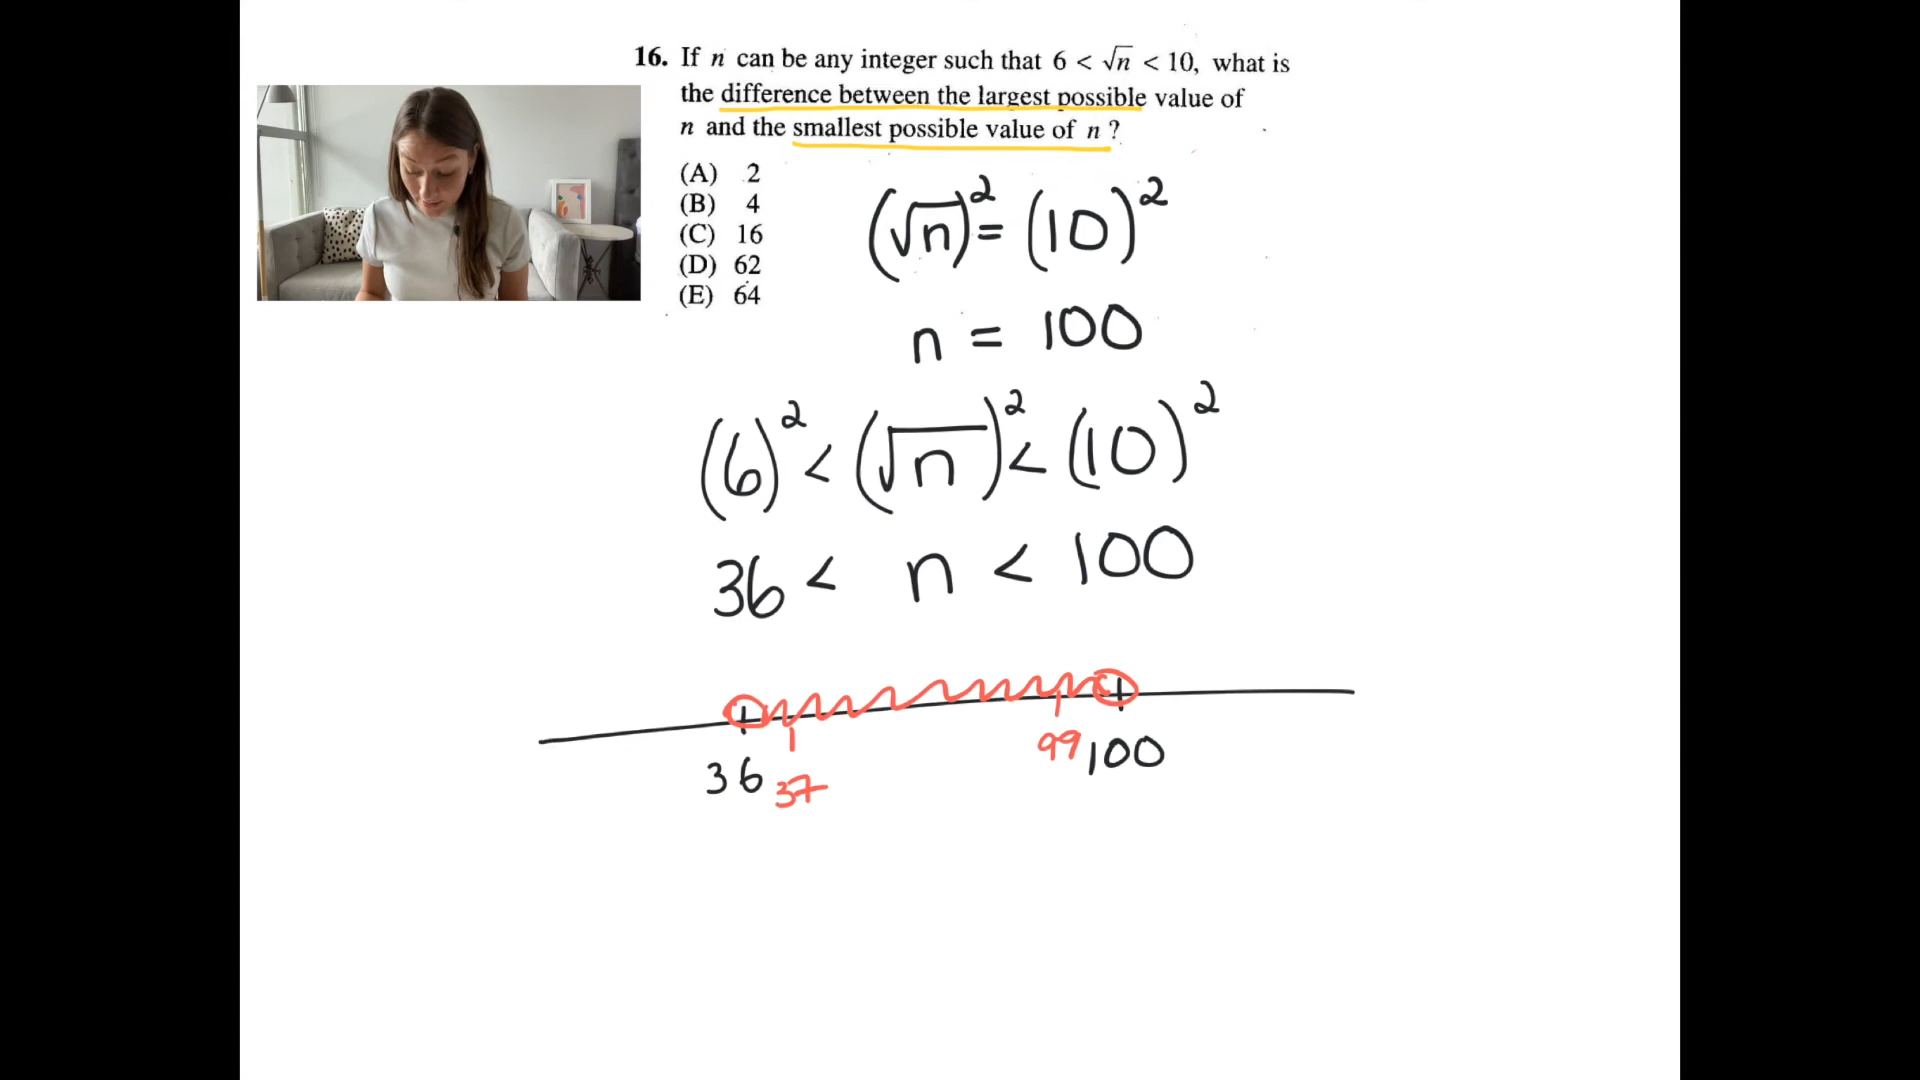 16. If n can be any integer such that 6 < √n < 10, what is
the difference between the largest possible value of
n and the smallest possible value of n ?
(A) 2
(B) 4
(C) 16
(D) 62
(E) 64
(√n)² = (10)²
n = 100
(6)² < (√n)² < (10)²
36 < n < 100
36 37 99 100